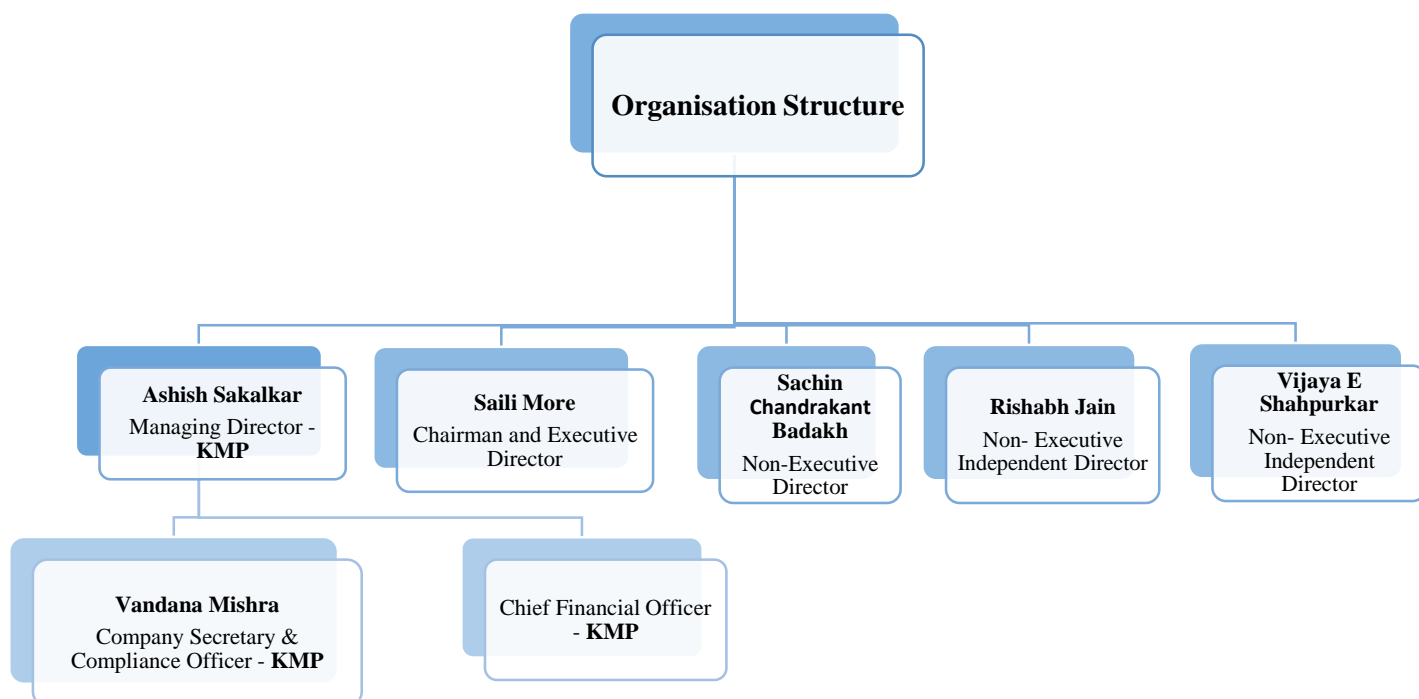 Organisation Structure
Ashish Sakalkar
Managing Director -
KMP
Saili More
Chairman and Executive
Director
Sachin
Chandrakant
Badakh
Non-Executive
Director
Rishabh Jain
Non- Executive
Independent Director
Vijaya E
Shahpurkar
Non- Executive
Independent
Director
Vandana Mishra
Company Secretary &
Compliance Officer - KMP
Chief Financial Officer
- KMP